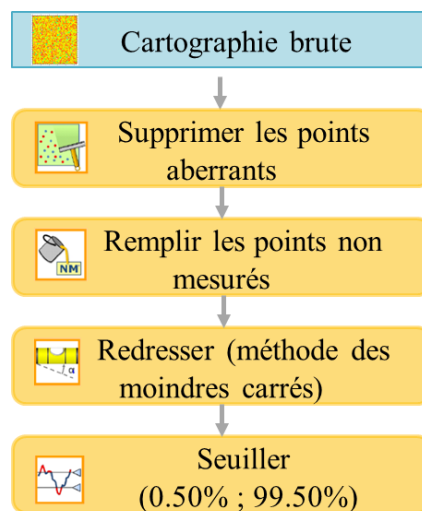 Cartographie brute
Supprimer les points
aberrants
Remplir les points non
mesurés
NM
Redresser (méthode des
moindres carrés)
α
Seuiller
(0.50% ; 99.50%)